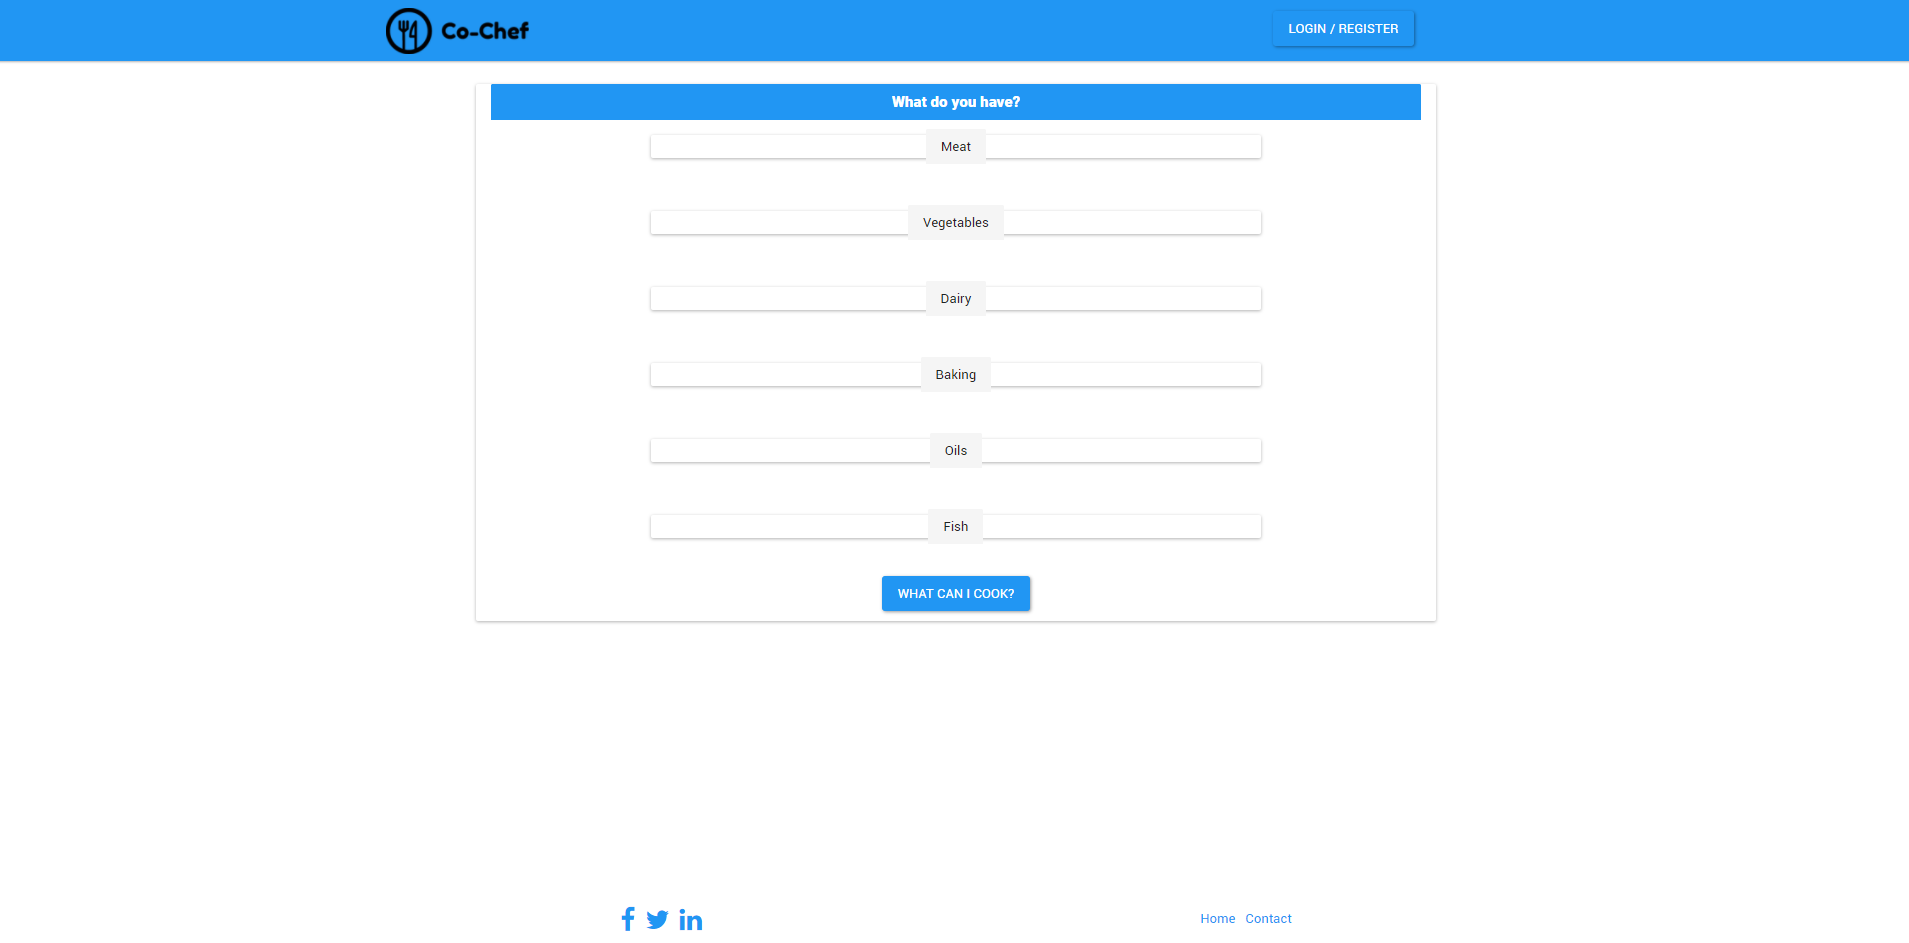 Co-Chef
LOGIN / REGISTER
What do you have?
Meat
Vegetables
Dairy
Baking
Oils
Fish
WHAT CAN I COOK?
Home Contact